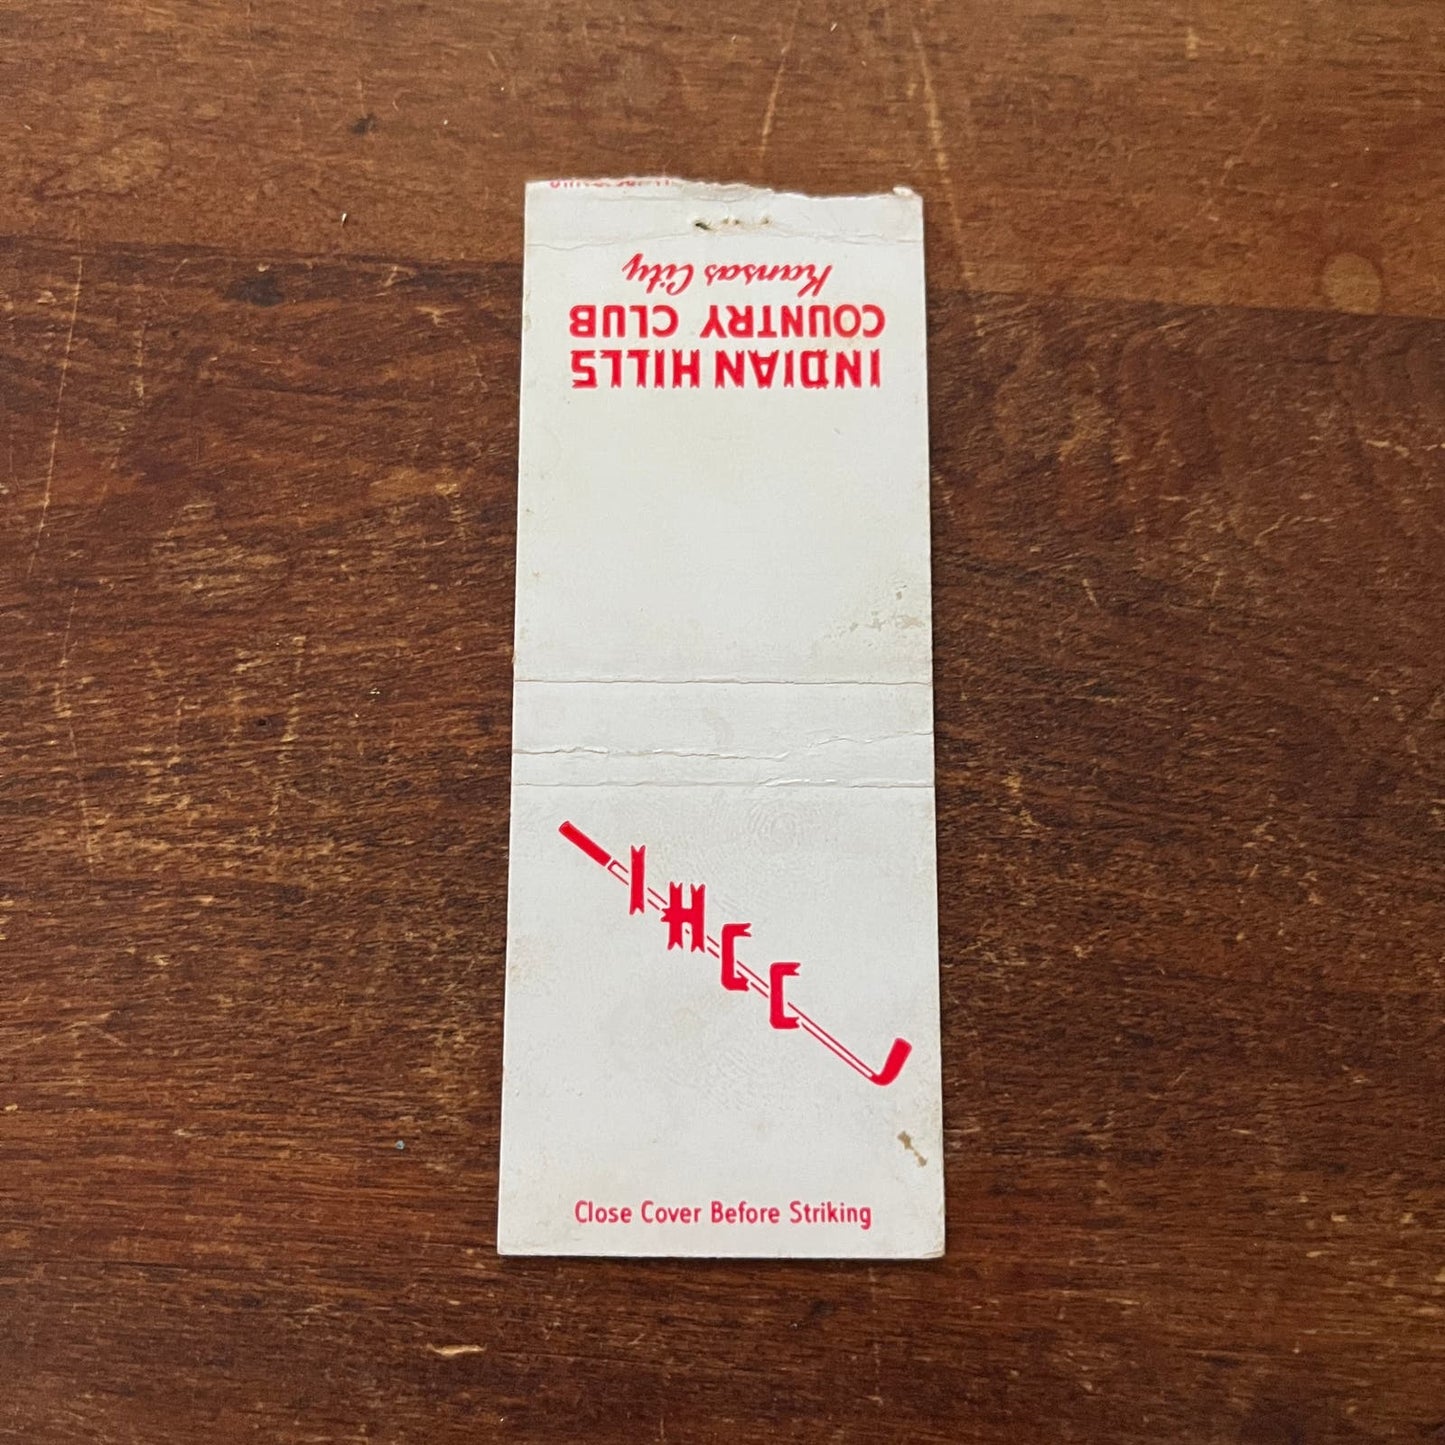 Kansas City
COUNTRY CLUB
INDIAN HILLS
IHCC
Close Cover Before Striking